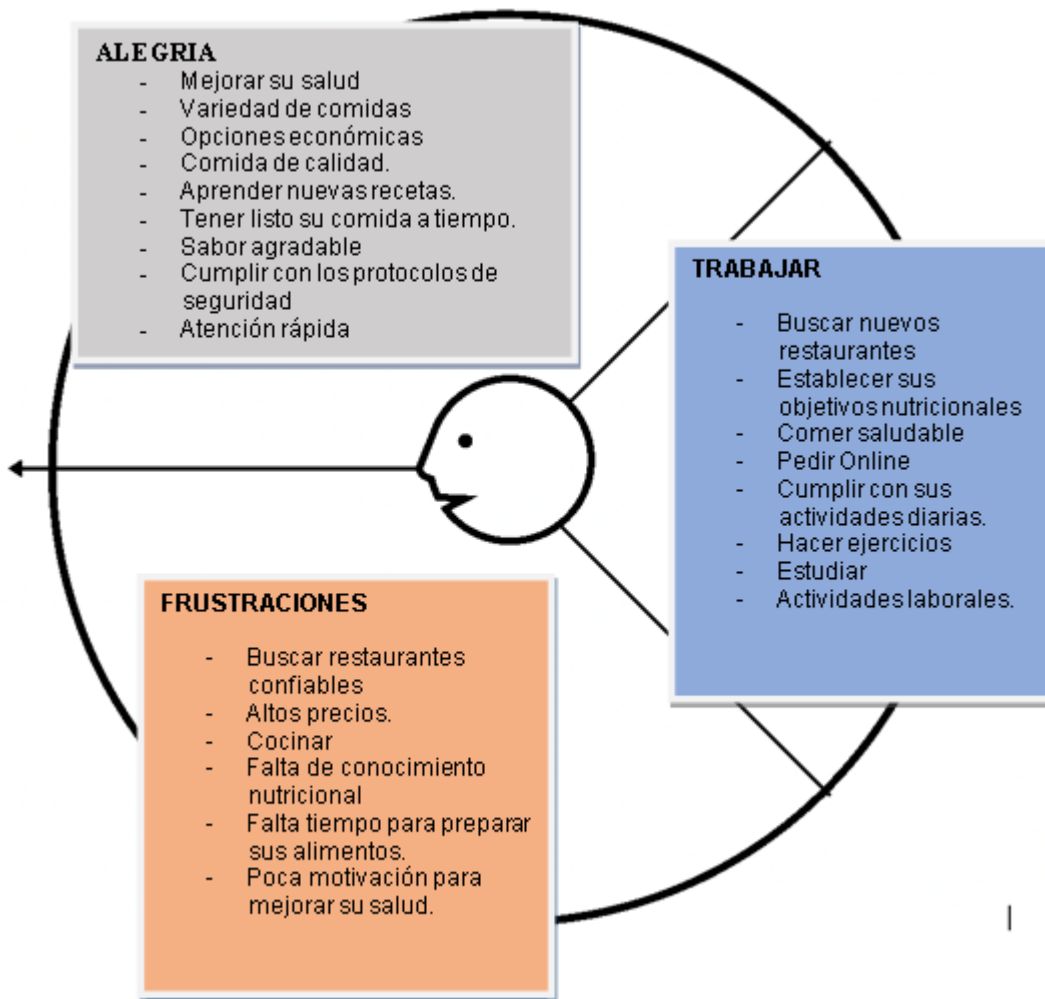 ALEGRIA
- Mejorar su salud
- Variedad de comidas
- Opciones económicas
- Comida de calidad.
- Aprender nuevas recetas.
- Tener listo su comida a tiempo.
- Sabor agradable
- Cumplir con los protocolos de
seguridad
- Atención rápida
TRABAJAR
- Buscar nuevos
restaurantes
- Establecer sus
objetivos nutricionales
- Comer saludable
- Pedir Online
- Cumplir con sus
actividades diarias.
- Hacer ejercicios
- Estudiar
- Actividades laborales.
FRUSTRACIONES
- Buscar restaurantes
confiables
- Altos precios.
- Cocinar
- Falta de conocimiento
nutricional
- Falta tiempo para preparar
sus alimentos.
- Poca motivación para
mejorar su salud.